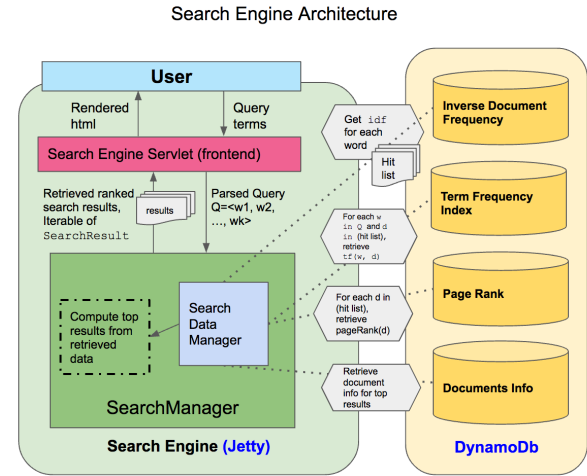 Search Engine Architecture
User
Rendered
html
Query
terms
Search Engine Servlet (frontend)
Retrieved ranked
search results,
Iterable of
SearchResult
results
Parsed Query
Q=<w1, w2,
..., wk>
Compute top
results from
retrieved
data
Search
Data
Manager
SearchManager
Search Engine (Jetty)
Get idf
for each
word
Hit
list
For each w
in Q and d
in (hit list),
retrieve
tf(w, d)
For each d in
(hit list),
retrieve
pageRank(d)
Retrieve
document
info for top
results
Inverse Document
Frequency
Term Frequency
Index
Page Rank
Documents Info
DynamoDb